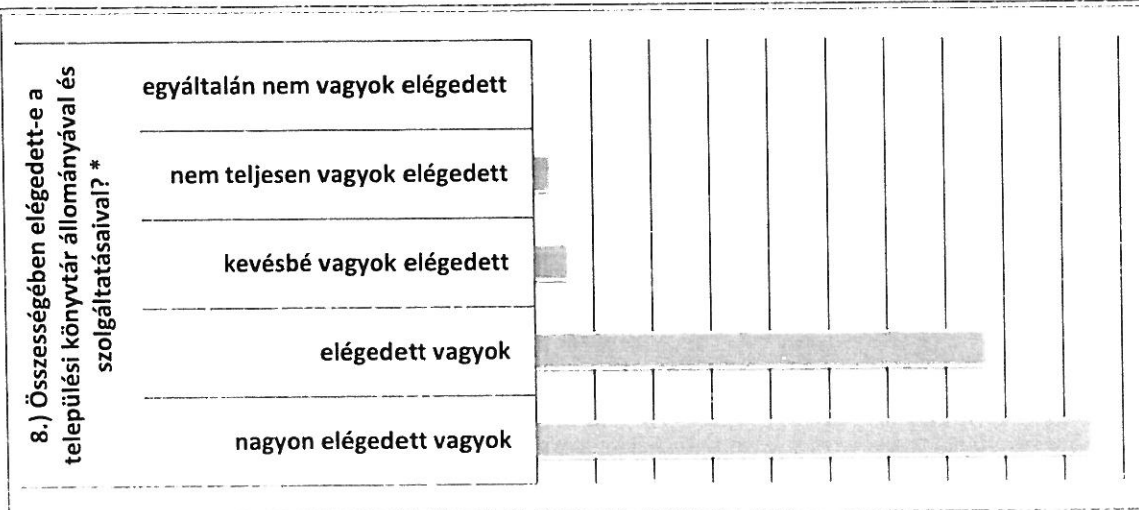 8.) Összességében elégedett-e a
települési könyvtár állományával és
szolgáltatásaival? *
egyáltalán nem vagyok elégedett
nem teljesen vagyok elégedett
kevésbé vagyok elégedett
elégedett vagyok
nagyon elégedett vagyok